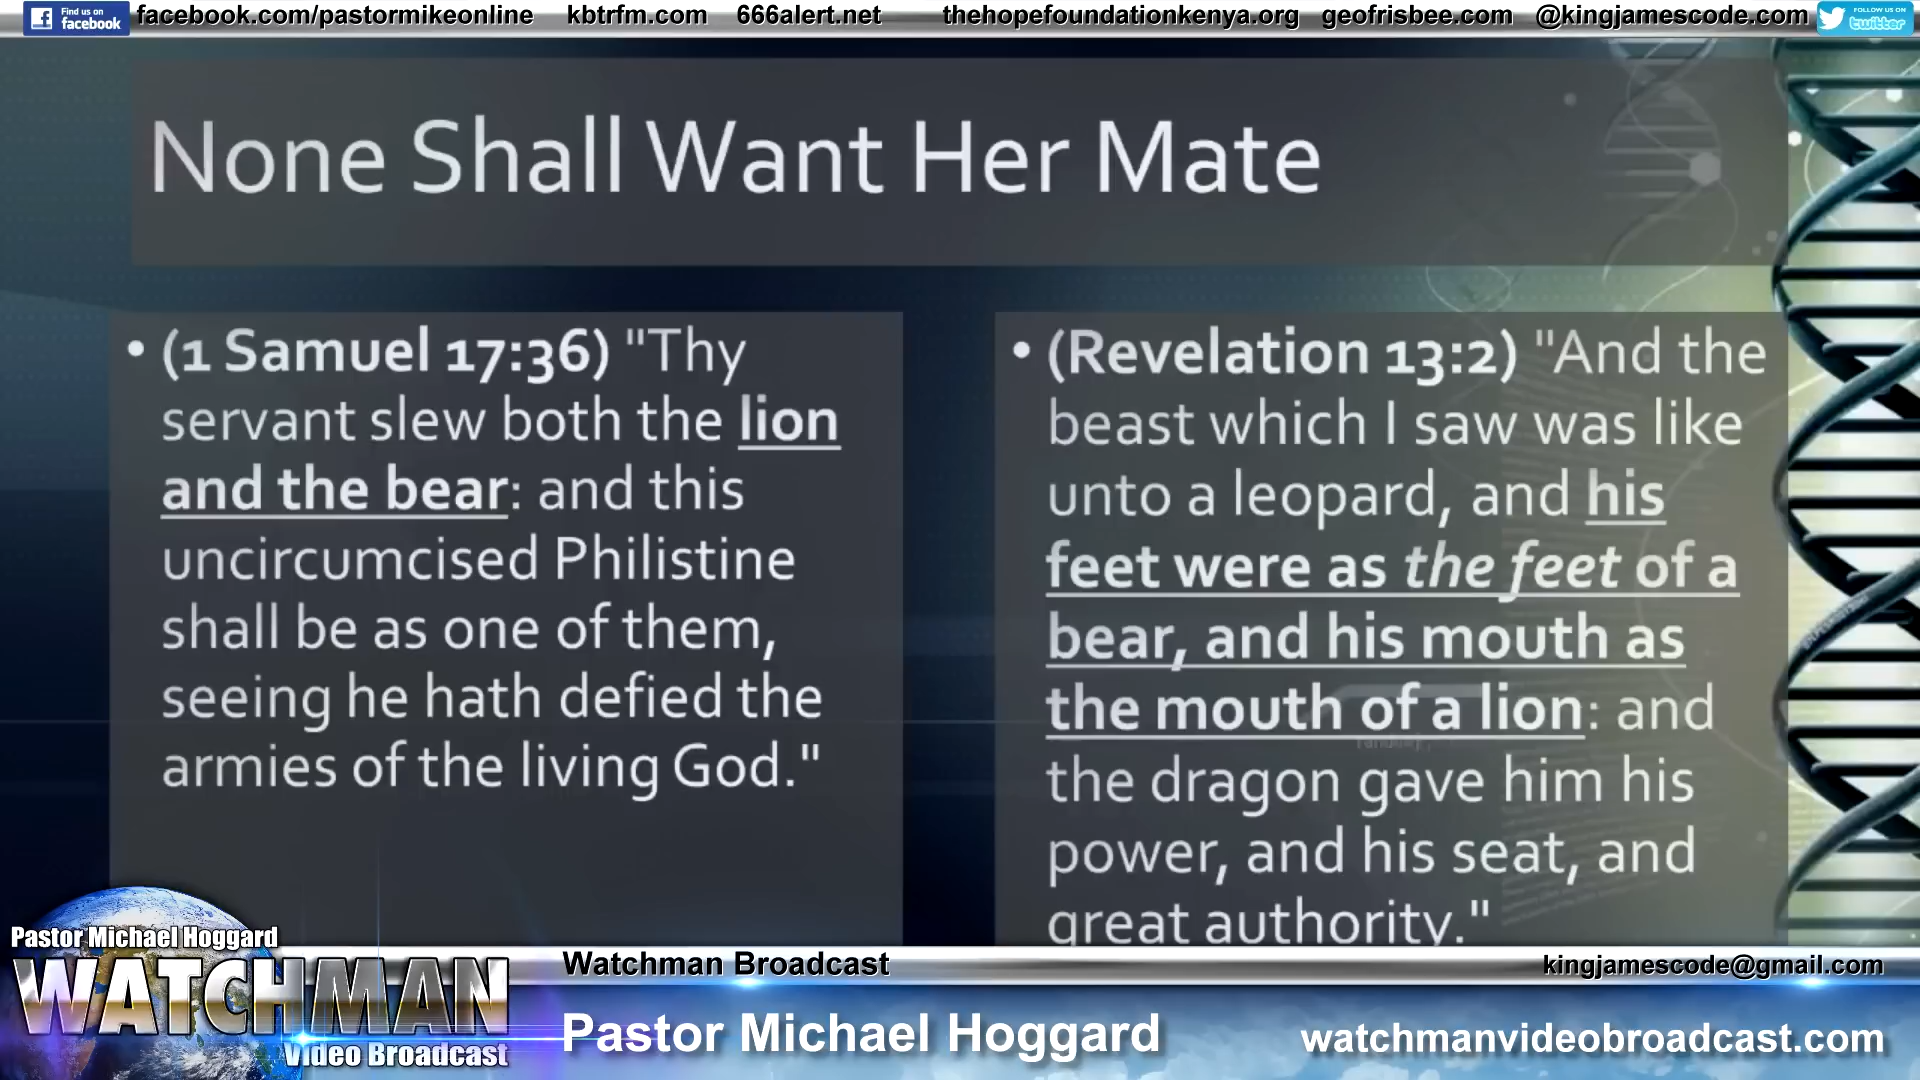 Find us on
facebook
facebook.com/pastormikeonline kbtrfm.com 666alert.net thehopefoundationkenya.org geofrisbee.com @kingjamescode.com
FOLLOW US ON
twitter
None Shall Want Her Mate
• (1 Samuel 17:36) "Thy
servant slew both the lion
and the bear: and this
uncircumcised Philistine
shall be as one of them,
seeing he hath defied the
armies of the living God."
• (Revelation 13:2) "And the
beast which I saw was like
unto a leopard, and his
feet were as the feet of a
bear, and his mouth as
the mouth of a lion: and
the dragon gave him his
power, and his seat, and
great authority."
Pastor Michael Hoggard
WATCHMAN
Video Broadcast
Watchman Broadcast
kingjamescode@gmail.com
Pastor Michael Hoggard
watchmanvideobroadcast.com